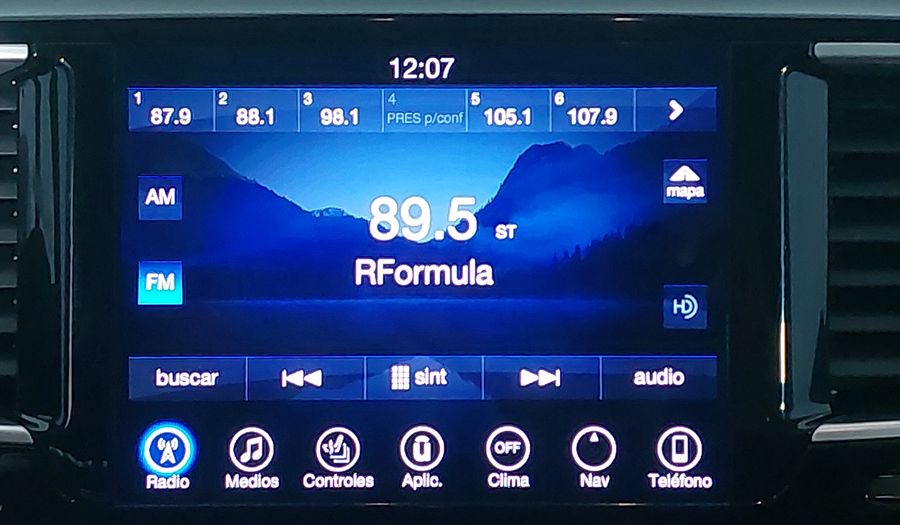 12:07
1 87.9 2 88.1 3 98.1 4 PRES p/conf 5 105.1 6 107.9
AM
mapa
89.5 ST
FM
RFormula
HD
buscar sint audio
OFF
Radio Medios Controles Aplic. Clima Nav Teléfono